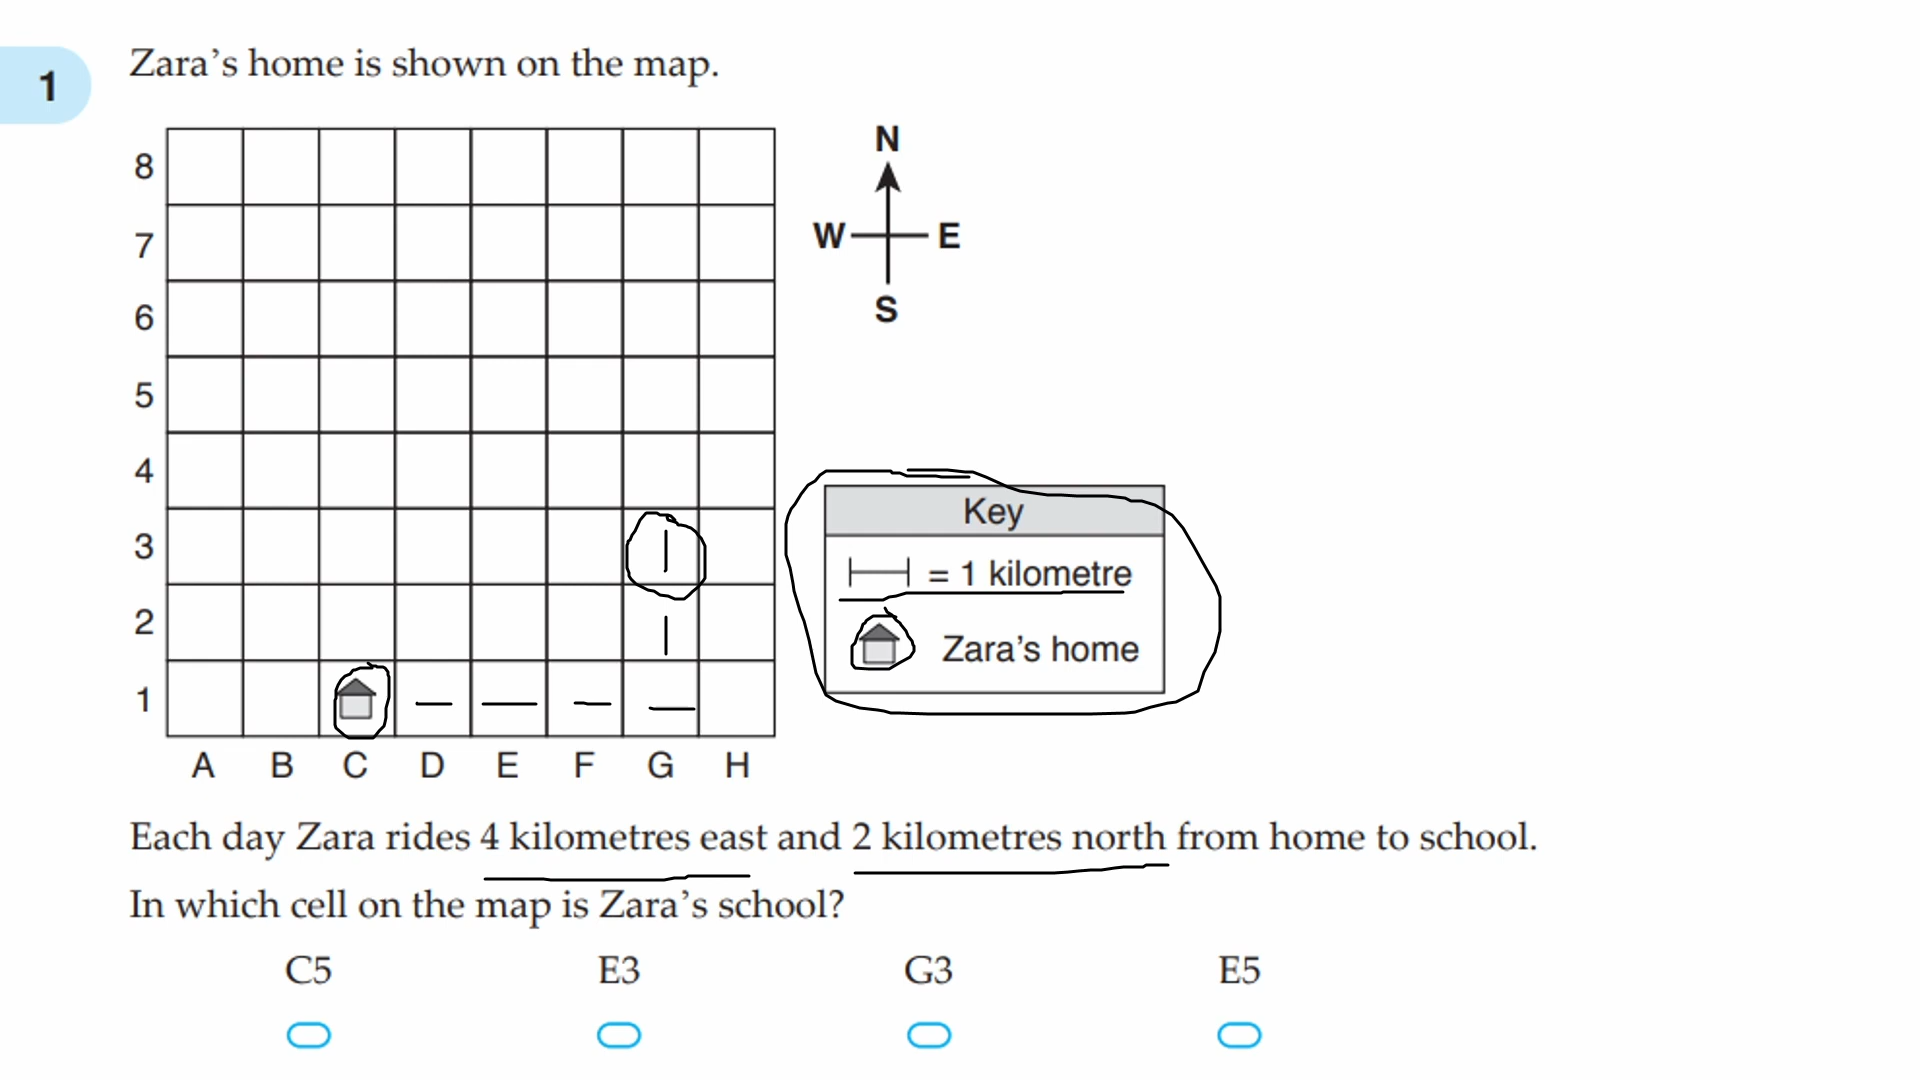 1
Zara's home is shown on the map.
8
7
6
5
4
3
2
1
A B C D E F G H
N
W E
S
Key
= 1 kilometre
Zara's home
Each day Zara rides 4 kilometres east and 2 kilometres north from home to school.
In which cell on the map is Zara's school?
C5 E3 G3 E5